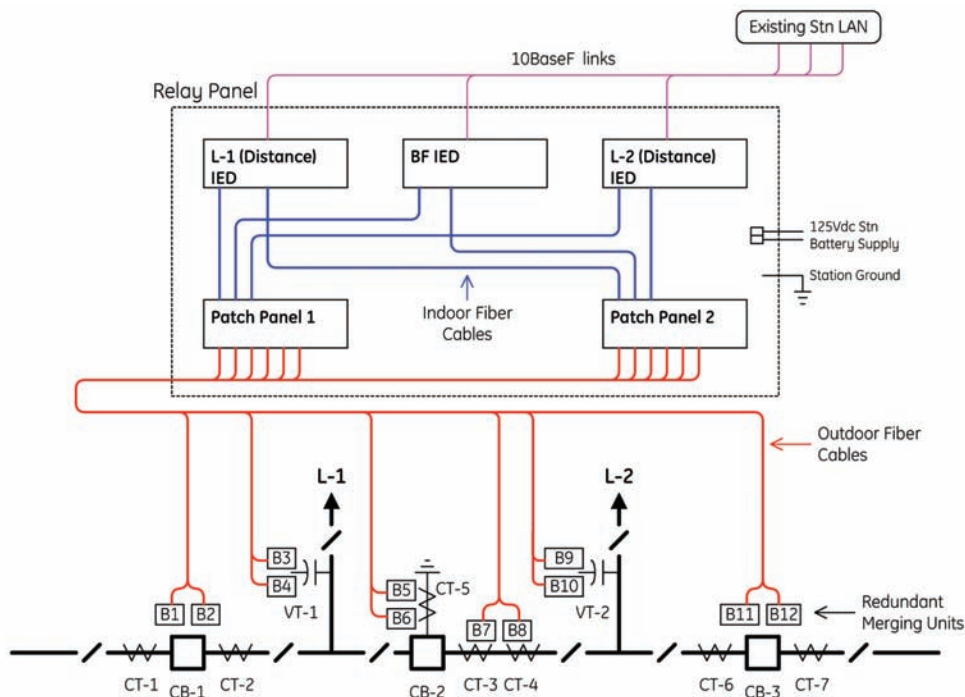 Existing Stn LAN
10BaseF links
Relay Panel
L-1 (Distance)
IED
BF IED
L-2 (Distance)
IED
125Vdc Stn
Battery Supply
Station Ground
Patch Panel 1
Indoor Fiber
Cables
Patch Panel 2
Outdoor Fiber
Cables
L-1
L-2
B3
B4
VT-1
B5
B6
CT-5
B9
B10
VT-2
B1
B2
B7
B8
B11
B12
Redundant
Merging Units
CT-1
CB-1
CT-2
CB-2
CT-3
CT-4
CT-6
CB-3
CT-7